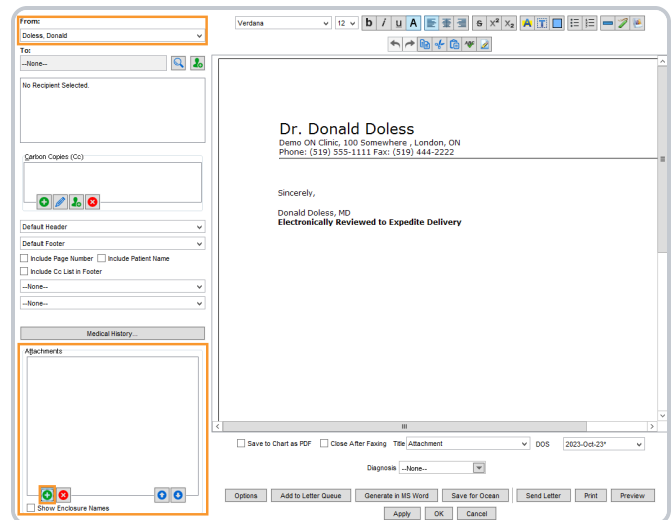 From:
Doless, Donald
To:
--None--
No Recipient Selected.
Carbon Copies (Cc)
Default Header
Default Footer
Include Page Number Include Patient Name
Include Cc List in Footer
--None--
--None--
Medical History...
Attachments
Show Enclosure Names
Verdana 12 b I U A S X² X₂ A T
ABC
Dr. Donald Doless
Demo ON Clinic, 100 Somewhere , London, ON
Phone: (519) 555-1111 Fax: (519) 444-2222
Sincerely,
Donald Doless, MD
Electronically Reviewed to Expedite Delivery
Save to Chart as PDF Close After Faxing Title Attachment DOS 2023-Oct-23*
Diagnosis --None--
Options Add to Letter Queue Generate in MS Word Save for Ocean Send Letter Print Preview
Apply OK Cancel